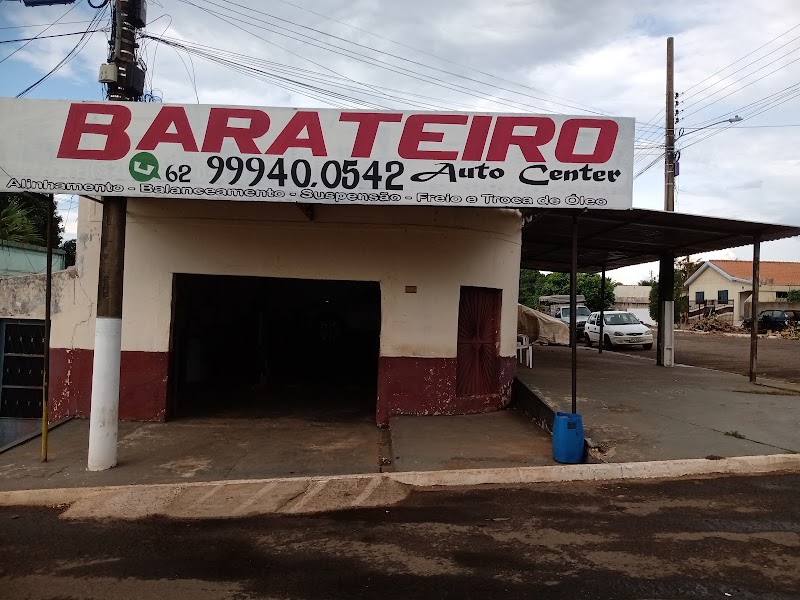 BARATEIRO
62 99940.0542 Auto Center
Alinhamento - Balanceamento - Suspensão - Freio e Troca de Óleo